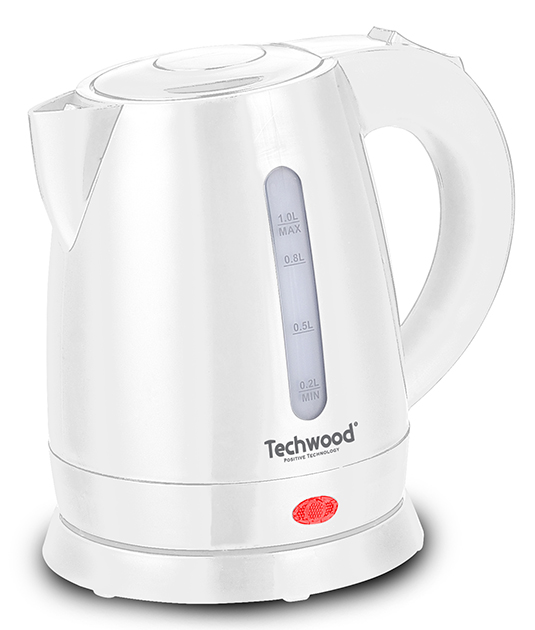 1.0L
MAX
0.8L
0.5L
0.2L
MIN
Techwood®
POSITIVE TECHNOLOGY